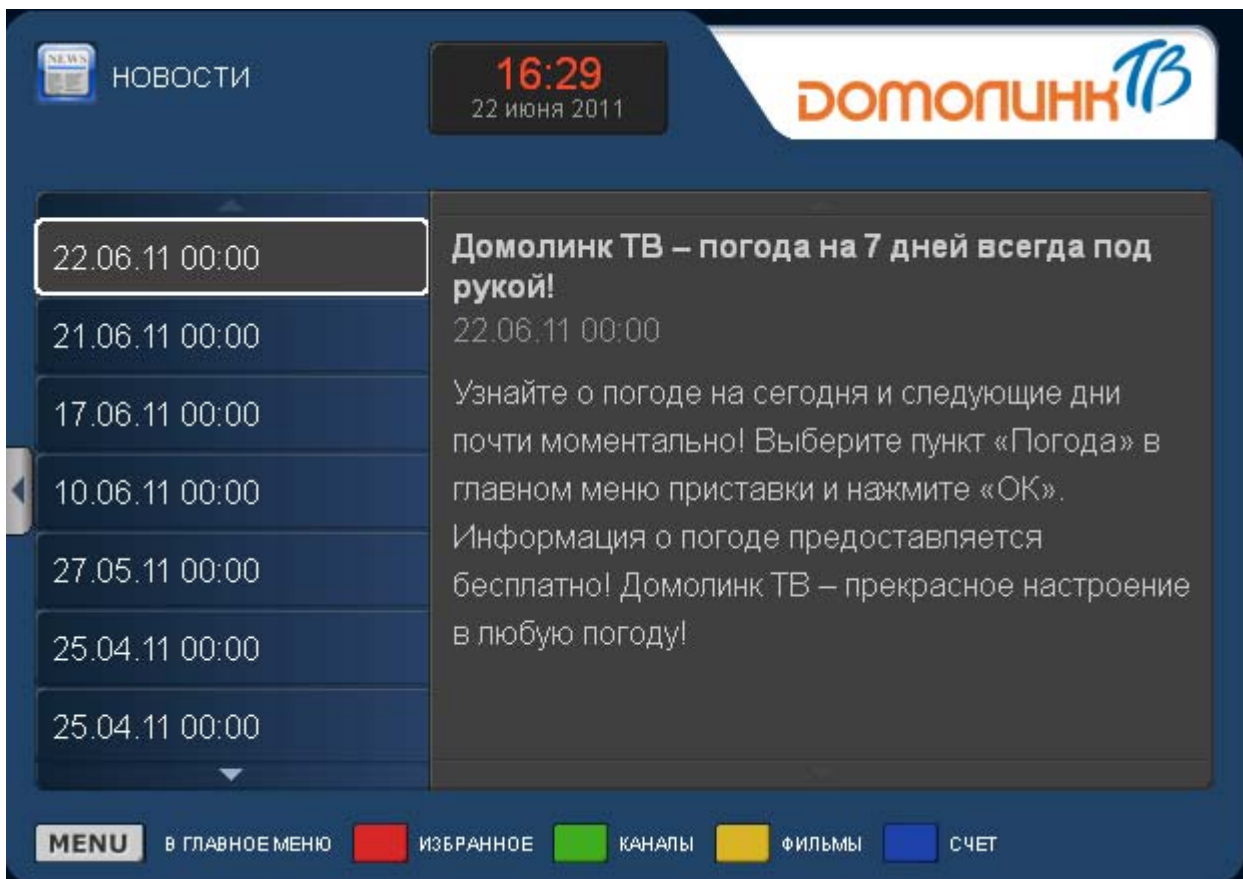 NEWS
НОВОСТИ
16:29
22 июня 2011
Домолинк ТВ
22.06.11 00:00
21.06.11 00:00
17.06.11 00:00
10.06.11 00:00
27.05.11 00:00
25.04.11 00:00
25.04.11 00:00
Домолинк ТВ – погода на 7 дней всегда под
рукой!
22.06.11 00:00
Узнайте о погоде на сегодня и следующие дни
почти моментально! Выберите пункт «Погода» в
главном меню приставки и нажмите «ОК».
Информация о погоде предоставляется
бесплатно! Домолинк ТВ – прекрасное настроение
в любую погоду!
MENU В ГЛАВНОЕ МЕНЮ ИЗБРАННОЕ КАНАЛЫ ФИЛЬМЫ СЧЕТ